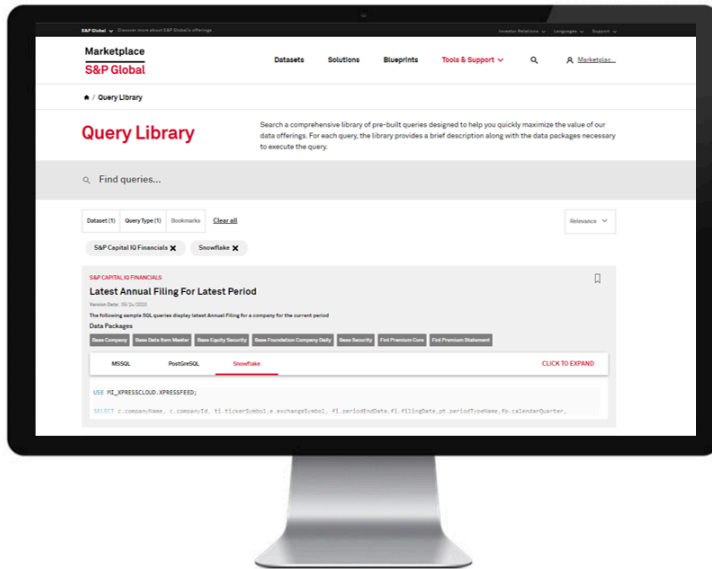 S&P Global Discover more about S&P Global's offerings Investor Relations Languages Support
Marketplace
S&P Global
Datasets Solutions Blueprints Tools & Support Marketplac...
/ Query Library
Query Library
Search a comprehensive library of pre-built queries designed to help you quickly maximize the value of our
data offerings. For each query, the library provides a brief description along with the data packages necessary
to execute the query.
Find queries...
Dataset (1) Query Type (1) Bookmarks Clear all Relevance
S&P Capital IQ Financials X Snowflake X
S&P CAPITAL IQ FINANCIALS
Latest Annual Filing For Latest Period
Version Date:
The following sample SQL queries display latest Annual Filing for a company for the current period
Data Packages
Base Company Base Data Item Master Base Equity Security Base Foundation Company Daily Base Security Finl Premium Core Finl Premium Statement
MSSQL PostGreSQL Snowflake CLICK TO EXPAND
USE MI_XPRESSCLOUD.XPRESSFEED;
SELECT c.companyName, c.companyId, ti.tickerSymbol,e.exchangeSymbol, fi.periodEndDate,fi.filingDate,pt.periodTypeName,fp.calendarQuarter,